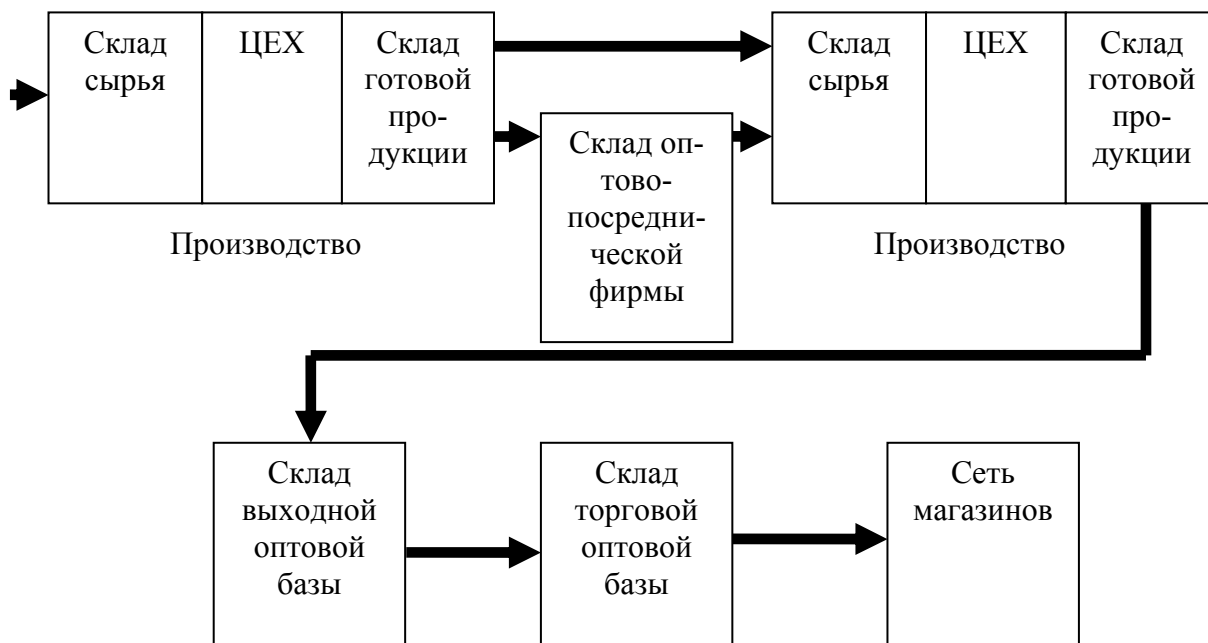 Склад
сырья
ЦЕХ
Склад
готовой
про-
дукции
Склад оп-
тово-
посредни-
ческой
фирмы
Склад
сырья
ЦЕХ
Склад
готовой
про-
дукции
Производство
Производство
Склад
выходной
оптовой
базы
Склад
торговой
оптовой
базы
Сеть
магазинов